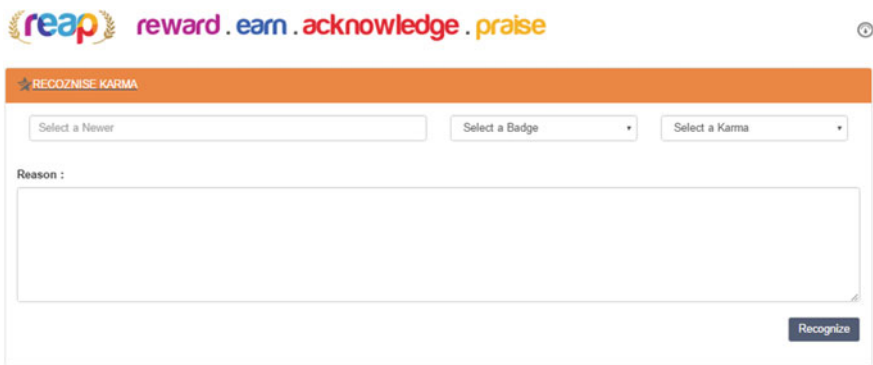 reap reward . earn . acknowledge . praise
RECOZNISE KARMA
Select a Newer Select a Badge Select a Karma
Reason :
Recognize